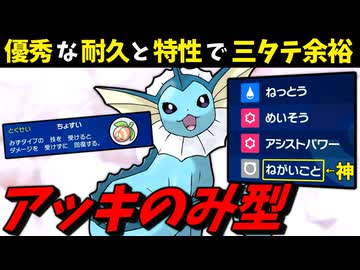 優秀な耐久と特性で三タテ余裕
とくせい
ちょすい
みずタイプの 技を 受けると
ダメージを 受けずに 回復する。
ねっとう
めいそう
アシストパワー
ねがいごと
←神
アッキのみ型